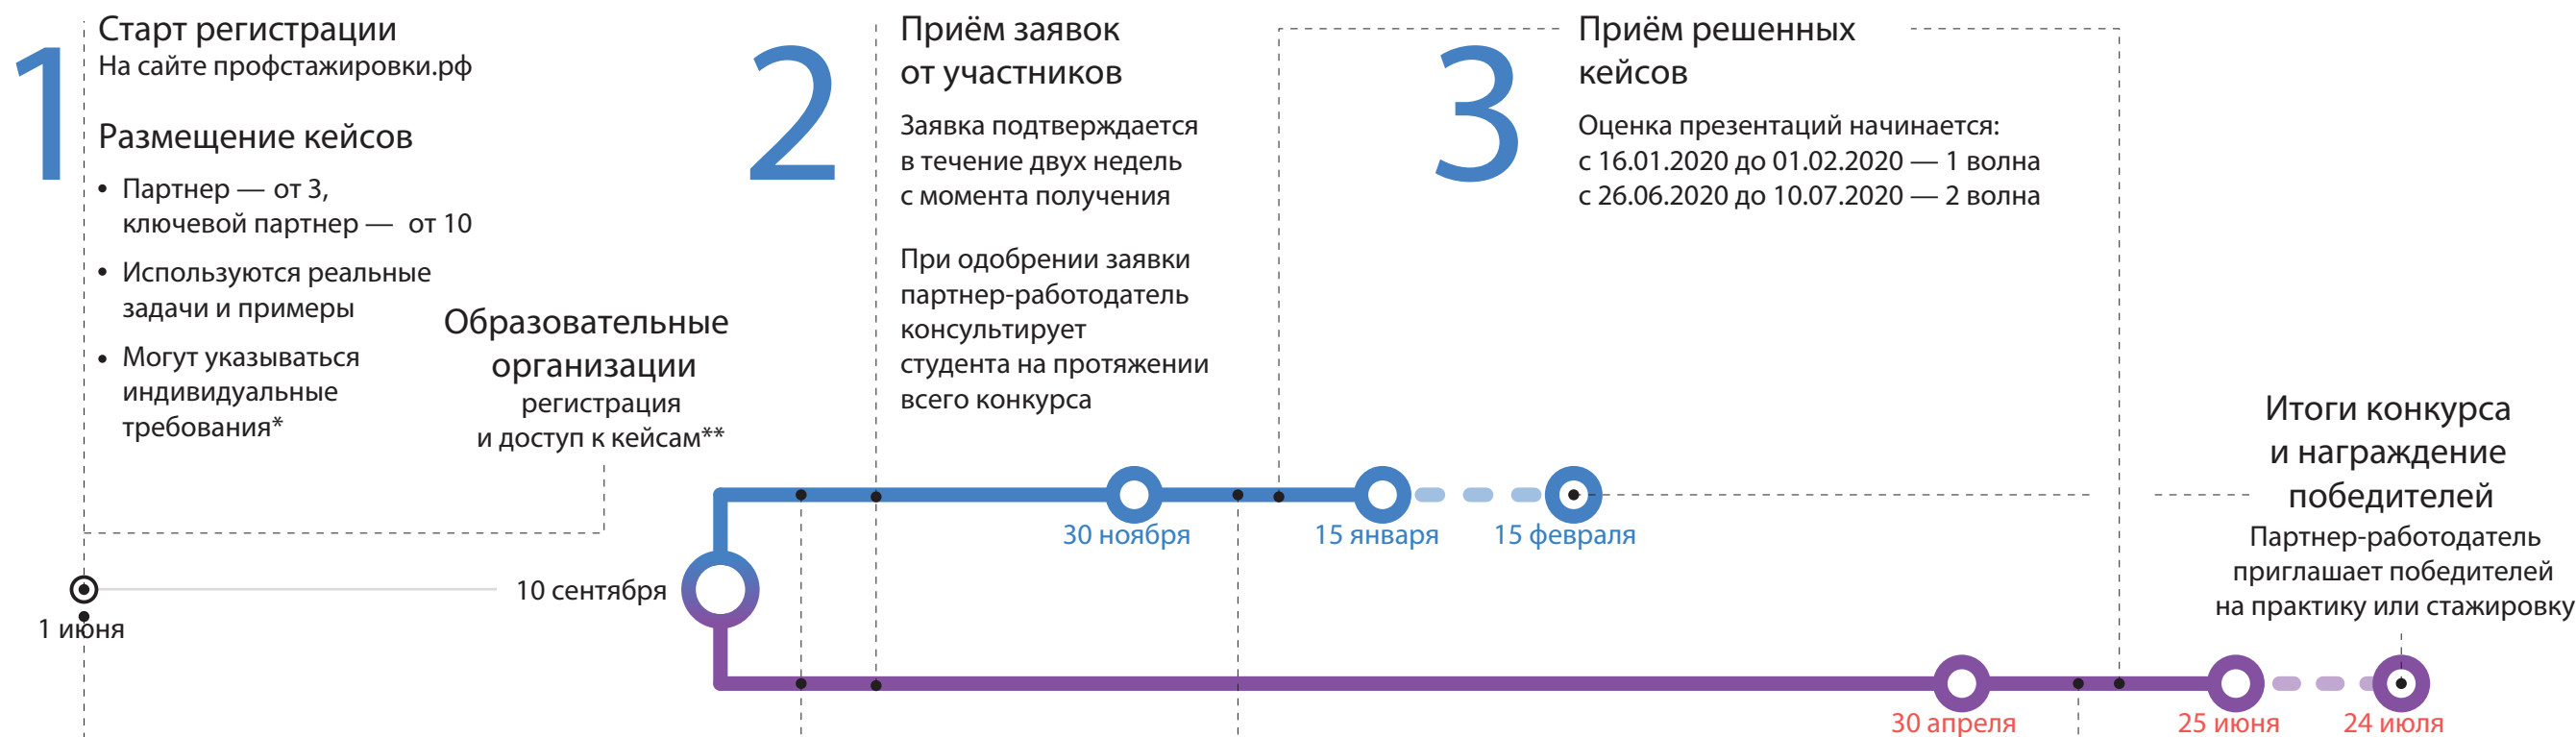 1
Старт регистрации
На сайте профстажировки.рф
Размещение кейсов
• Партнер — от 3,
ключевой партнер — от 10
• Используются реальные
задачи и примеры
• Могут указываться
индивидуальные
требования*
Образовательные
организации
регистрация
и доступ к кейсам**
2
Приём заявок
от участников
Заявка подтверждается
в течение двух недель
с момента получения
При одобрении заявки
партнер-работодатель
консультирует
студента на протяжении
всего конкурса
3
Приём решенных
кейсов
Оценка презентаций начинается:
с 16.01.2020 до 01.02.2020 — 1 волна
с 26.06.2020 до 10.07.2020 — 2 волна
Итоги конкурса
и награждение
победителей
Партнер-работодатель
приглашает победителей
на практику или стажировку
30 ноября
15 января
15 февраля
10 сентября
1 июня
30 апреля
25 июня
24 июля